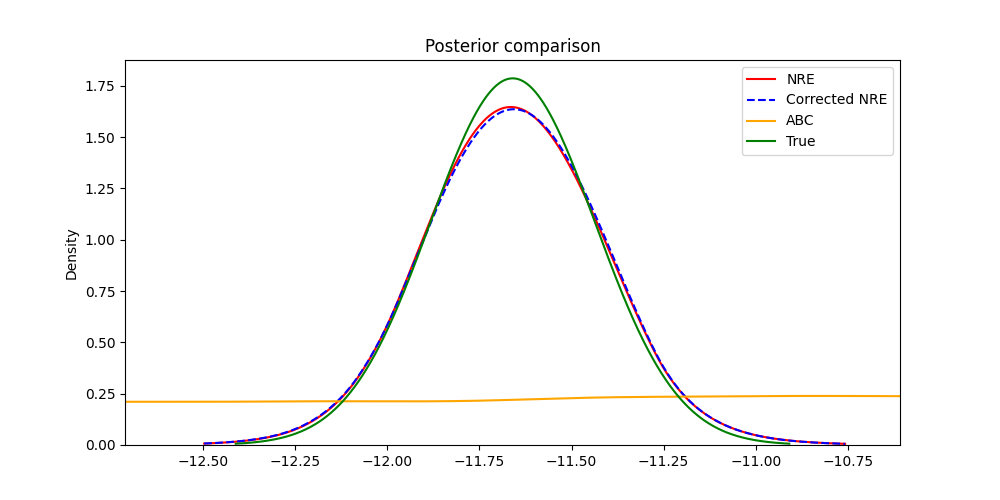 Posterior comparison
NRE
Corrected NRE
ABC
True
Density
1.75
1.50
1.25
1.00
0.75
0.50
0.25
0.00
−12.50 −12.25 −12.00 −11.75 −11.50 −11.25 −11.00 −10.75